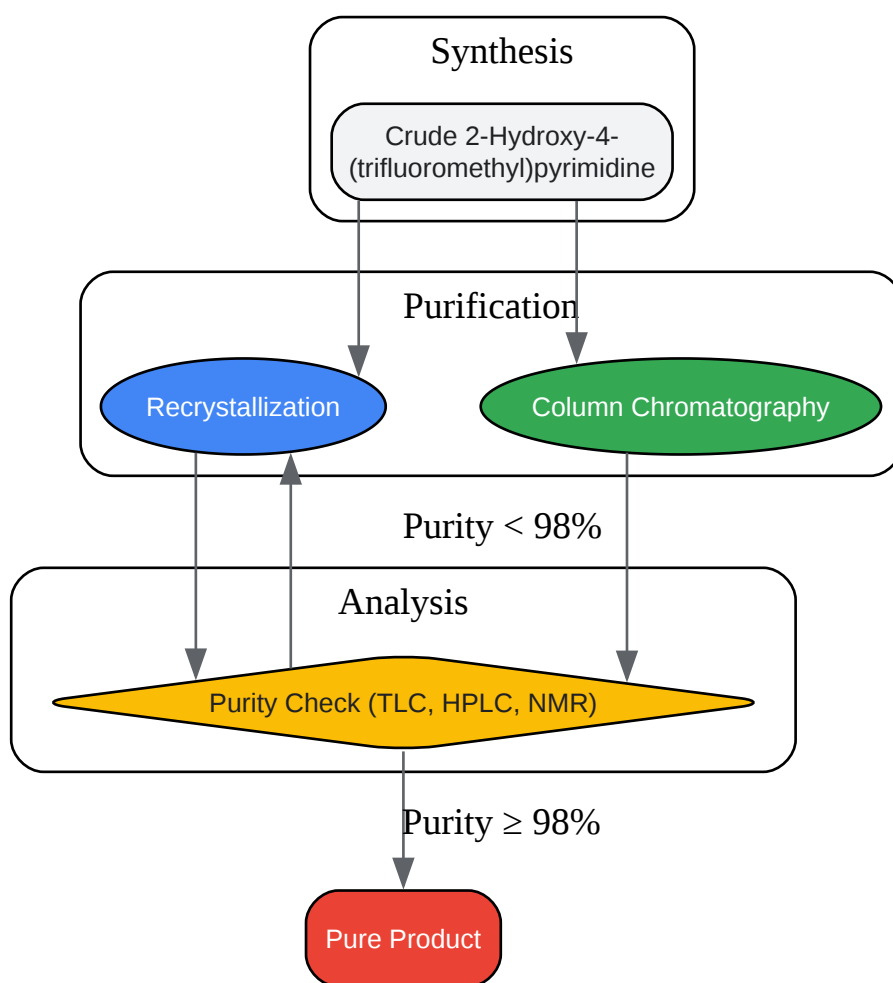 Synthesis
Crude 2-Hydroxy-4-
(trifluoromethyl)pyrimidine
Purification
Recrystallization
Column Chromatography
Purity < 98%
Analysis
Purity Check (TLC, HPLC, NMR)
Purity ≥ 98%
Pure Product